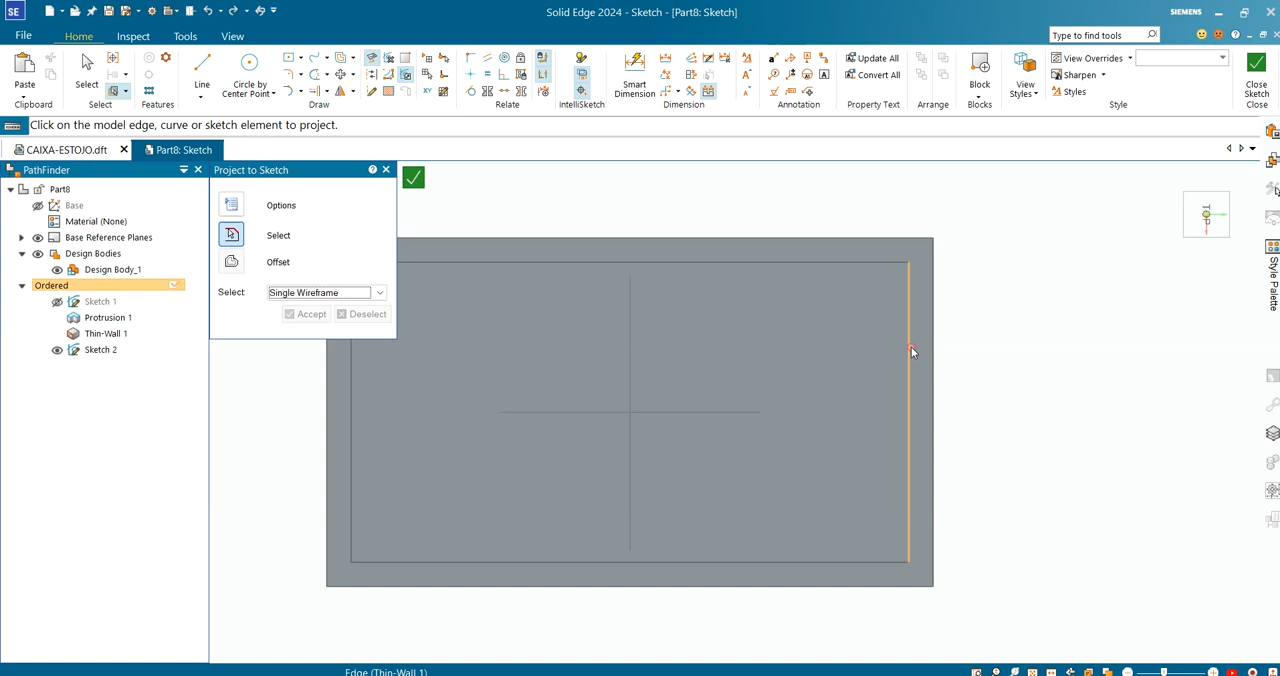 SE
Solid Edge 2024 - Sketch - [Part8: Sketch]
SIEMENS
File
Home
Inspect
Tools
View
Type to find tools
Paste
Clipboard
Select
Select
Features
Line
Circle by
Center Point
Draw
Relate
IntelliSketch
Smart
Dimension
Dimension
A
Annotation
Update All
Convert All
Property Text
Arrange
Block
Blocks
View
Styles
View Overrides
Sharpen
Styles
Style
Close
Sketch
Close
Click on the model edge, curve or sketch element to project.
CAIXA-ESTOJO.dft
Part8: Sketch
PathFinder
Part8
Base
Material (None)
Base Reference Planes
Design Bodies
Design Body_1
Ordered
Sketch 1
Protrusion 1
Thin-Wall 1
Sketch 2
Project to Sketch
Options
Select
Offset
Select
Single Wireframe
Accept
Deselect
Style Palette
Edge (Thin-Wall 1)